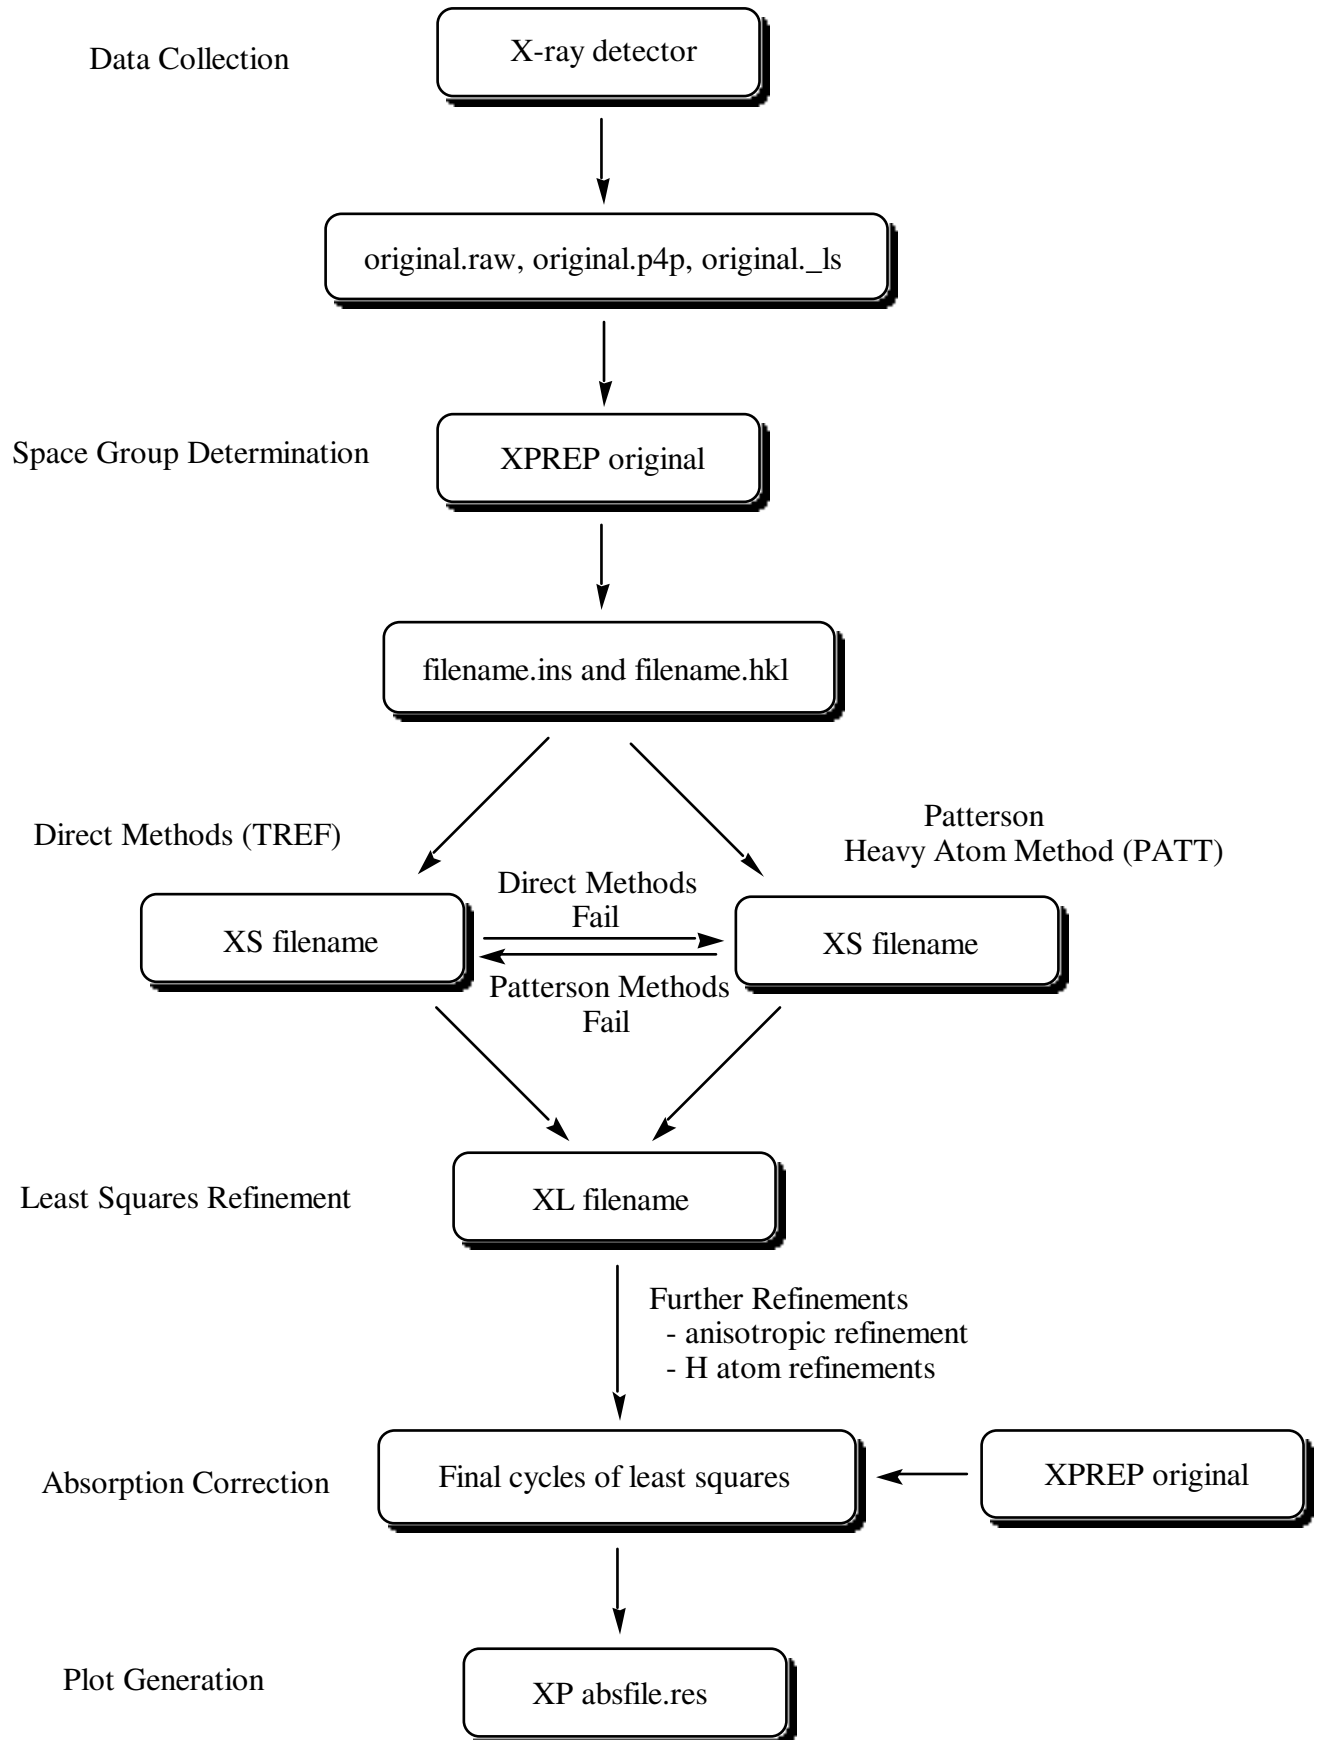 Data Collection
X-ray detector
original.raw, original.p4p, original._ls
Space Group Determination
XPREP original
filename.ins and filename.hkl
Direct Methods (TREF)
Patterson
Heavy Atom Method (PATT)
XS filename
Direct Methods
Fail
Patterson Methods
Fail
XS filename
Least Squares Refinement
XL filename
Further Refinements
- anisotropic refinement
- H atom refinements
Absorption Correction
Final cycles of least squares
XPREP original
Plot Generation
XP absfile.res